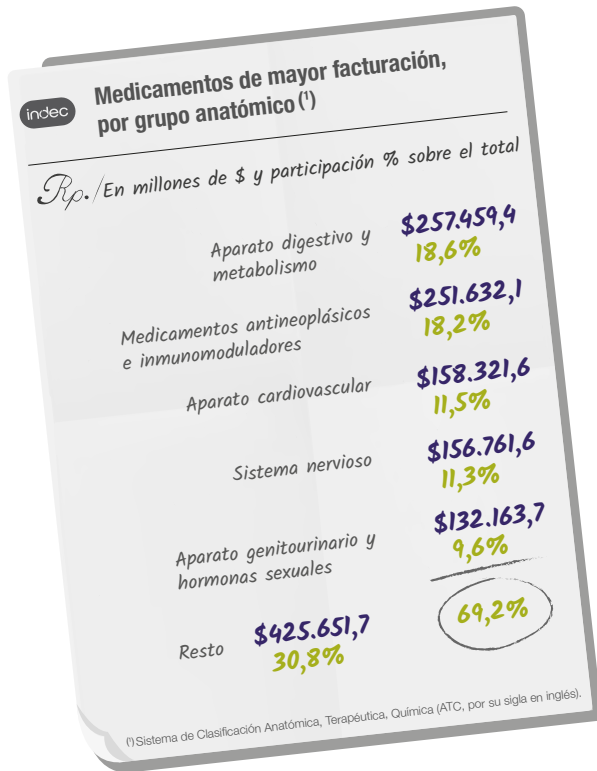 indec
Medicamentos de mayor facturación,
por grupo anatómico (¹)
Rp./En millones de $ y participación % sobre el total
Aparato digestivo y
metabolismo
$257.459,4
18,6%
Medicamentos antineoplásicos
e inmunomoduladores
$251.632,1
18,2%
Aparato cardiovascular
$158.321,6
11,5%
Sistema nervioso
$156.761,6
11,3%
Aparato genitourinario y
hormonas sexuales
$132.163,7
9,6%
69,2%
Resto
$425.651,7
30,8%
(¹) Sistema de Clasificación Anatómica, Terapéutica, Química (ATC, por su sigla en inglés).